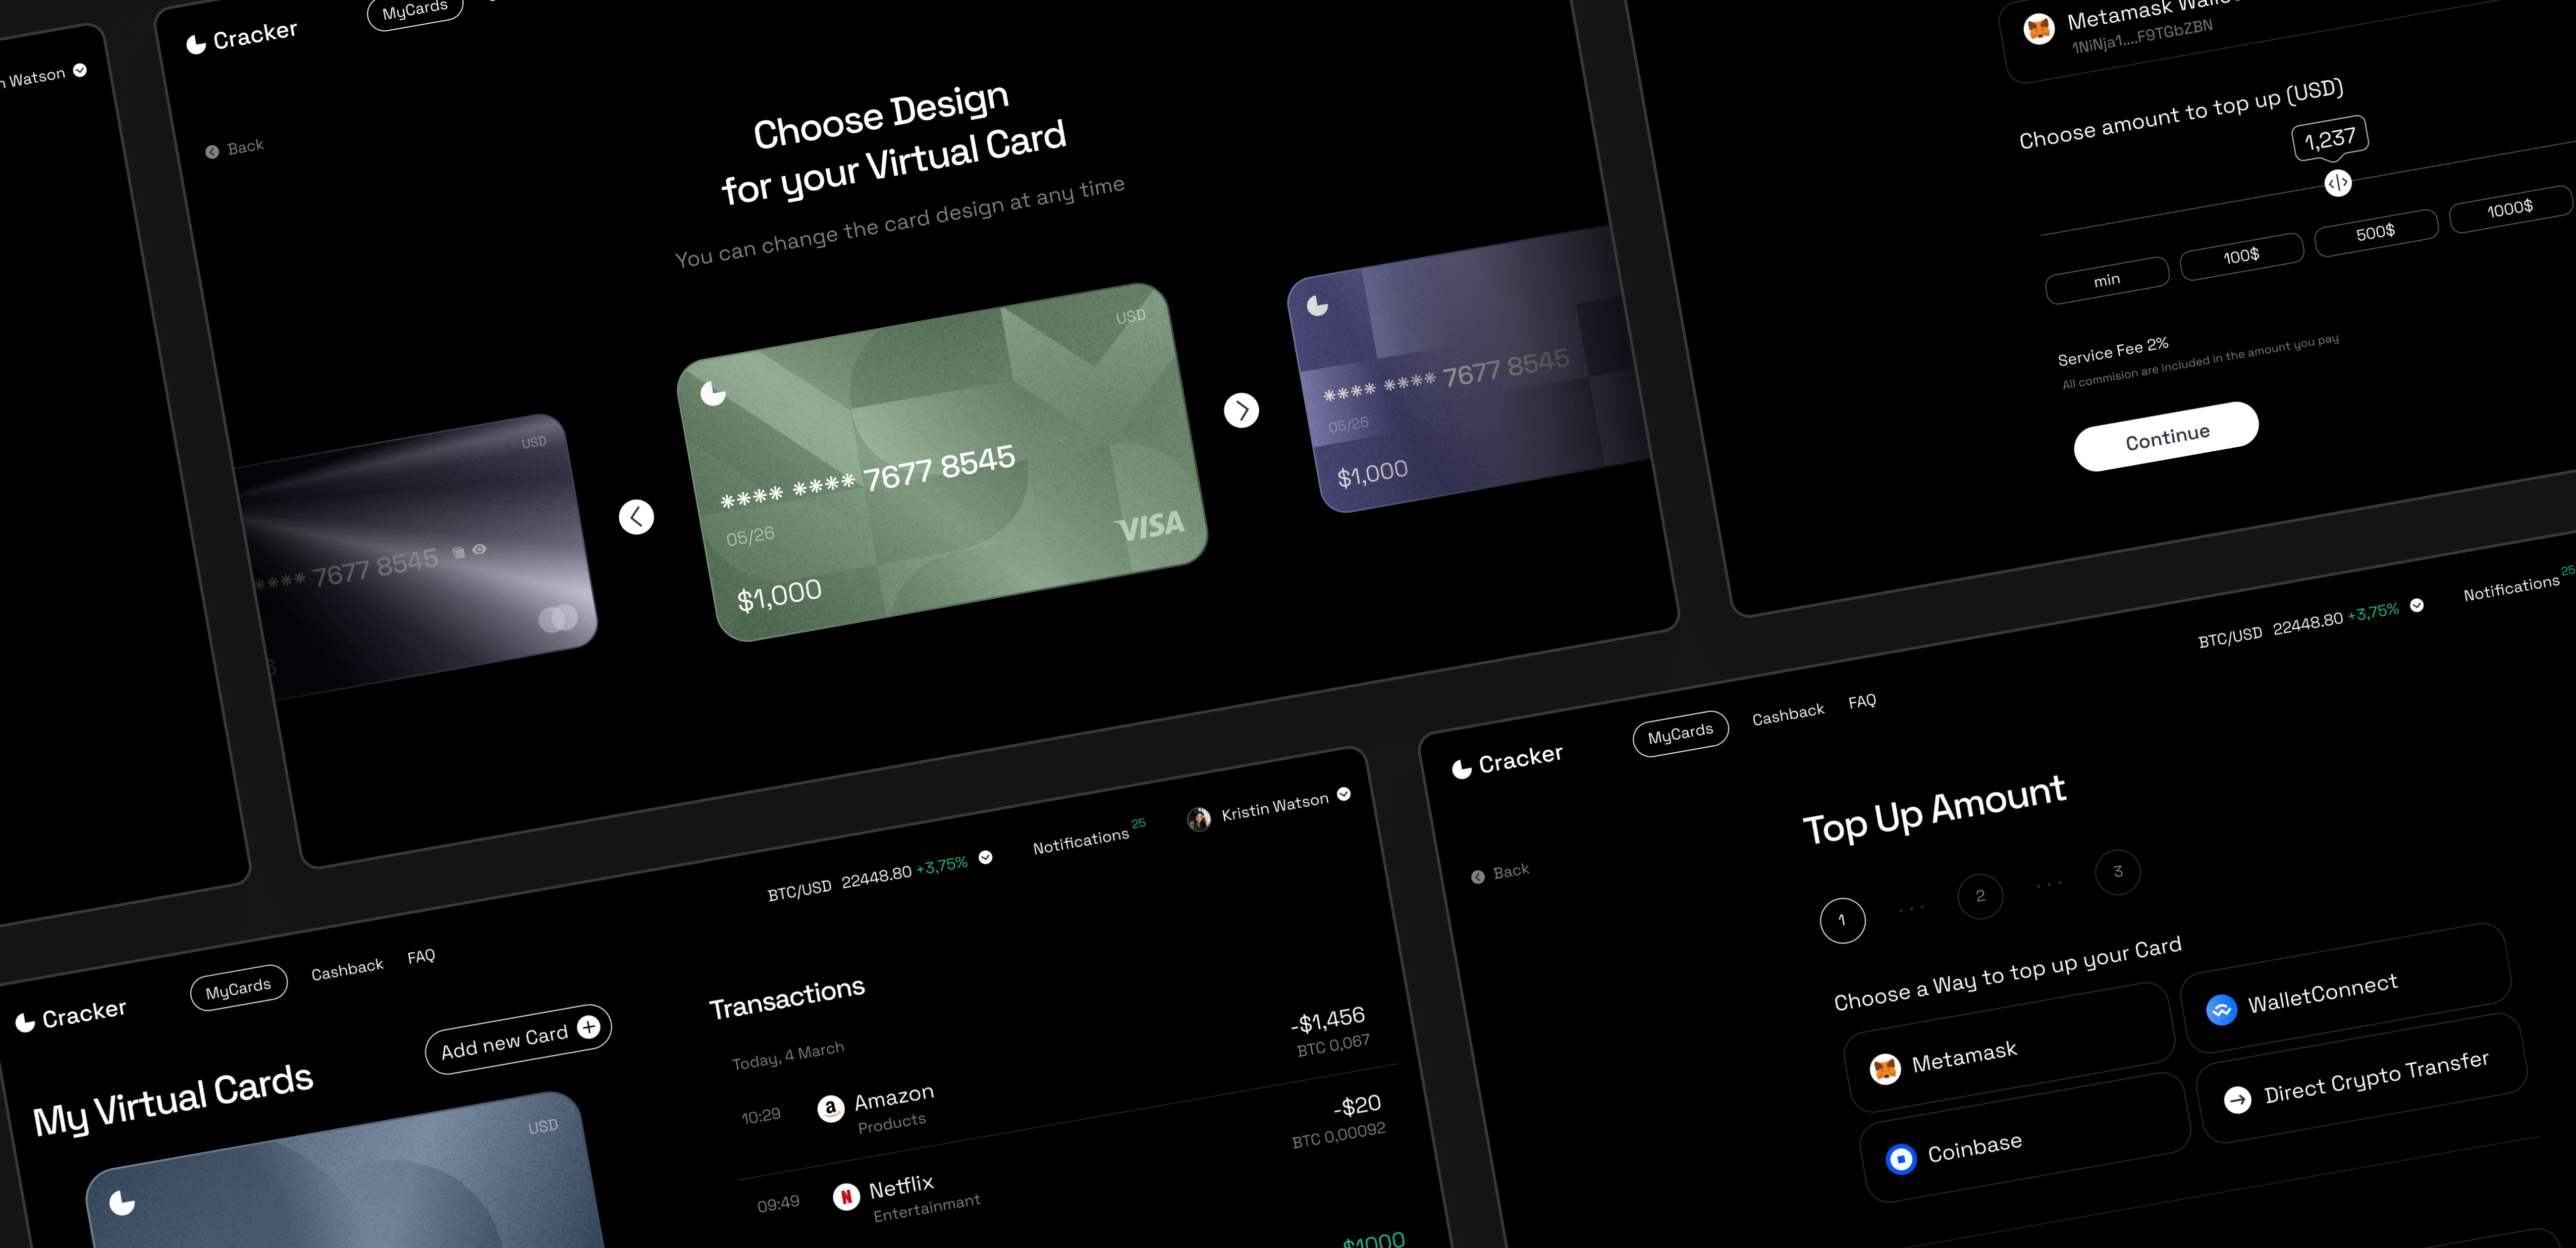 Watson
Cracker
MyCards
Back
Choose Design
for your Virtual Card
You can change the card design at any time
USD
**** 7677 8545
USD
**** **** 7677 8545
05/26
$1,000
VISA
**** **** 7677 8545
05/26
$1,000
Metamask
1NiNja1....F9TGbZBN
Choose amount to top up (USD)
1,237
min
100$
500$
1000$
Service Fee 2%
All commision are included in the amount you pay
Continue
Cracker
MyCards
Cashback
FAQ
BTC/USD 22448.80 +3,75%
Notifications 25
Kristin Watson
My Virtual Cards
Add new Card
USD
Transactions
Today, 4 March
10:29
Amazon
Products
-$1,456
BTC 0,067
09:49
Netflix
Entertainmant
-$20
BTC 0,00092
$1000
Cracker
MyCards
Cashback
FAQ
BTC/USD 22448.80 +3,75%
Notifications 25
Back
Top Up Amount
1 ... 2 ... 3
Choose a Way to top up your Card
Metamask
WalletConnect
Coinbase
Direct Crypto Transfer